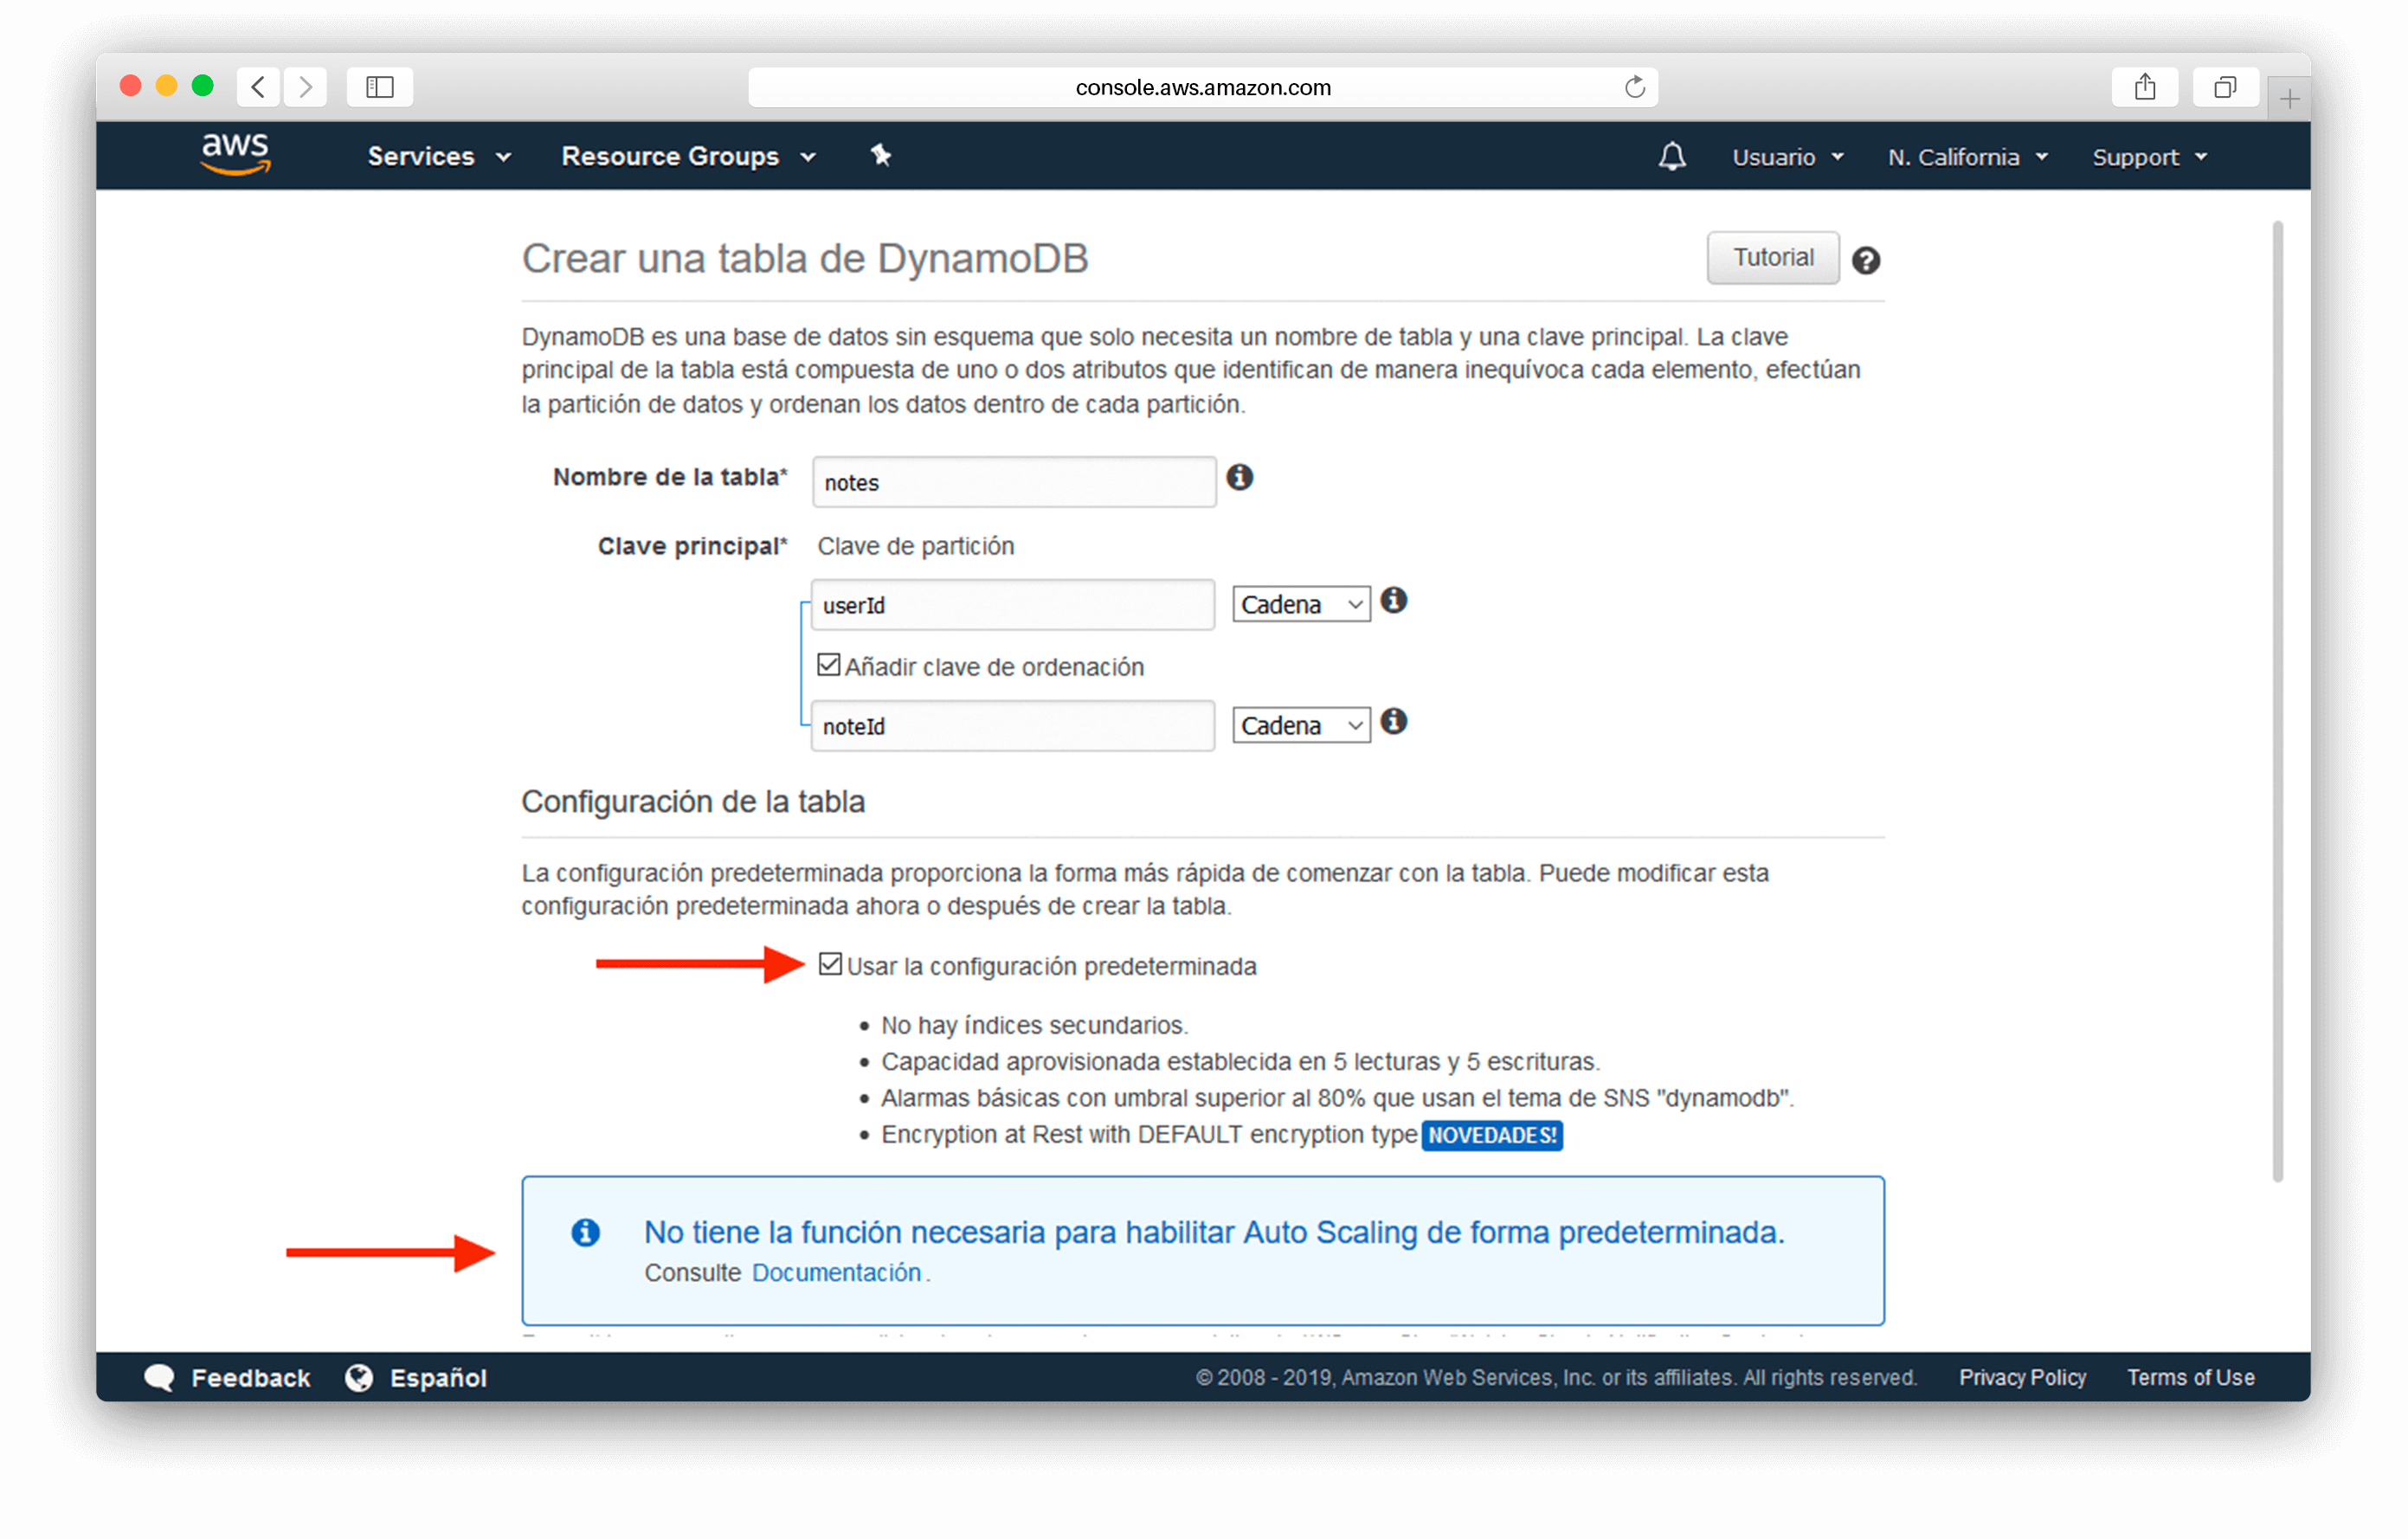 console.aws.amazon.com
aws Services Resource Groups Usuario N. California Support
Crear una tabla de DynamoDB
Tutorial
DynamoDB es una base de datos sin esquema que solo necesita un nombre de tabla y una clave principal. La clave
principal de la tabla está compuesta de uno o dos atributos que identifican de manera inequívoca cada elemento, efectúan
la partición de datos y ordenan los datos dentro de cada partición.
Nombre de la tabla* notes
Clave principal* Clave de partición
userId Cadena
Añadir clave de ordenación
noteId Cadena
Configuración de la tabla
La configuración predeterminada proporciona la forma más rápida de comenzar con la tabla. Puede modificar esta
configuración predeterminada ahora o después de crear la tabla.
Usar la configuración predeterminada
• No hay índices secundarios.
• Capacidad aprovisionada establecida en 5 lecturas y 5 escrituras.
• Alarmas básicas con umbral superior al 80% que usan el tema de SNS "dynamodb".
• Encryption at Rest with DEFAULT encryption type NOVEDADES!
No tiene la función necesaria para habilitar Auto Scaling de forma predeterminada.
Consulte Documentación.
Feedback Español © 2008 - 2019, Amazon Web Services, Inc. or its affiliates. All rights reserved. Privacy Policy Terms of Use